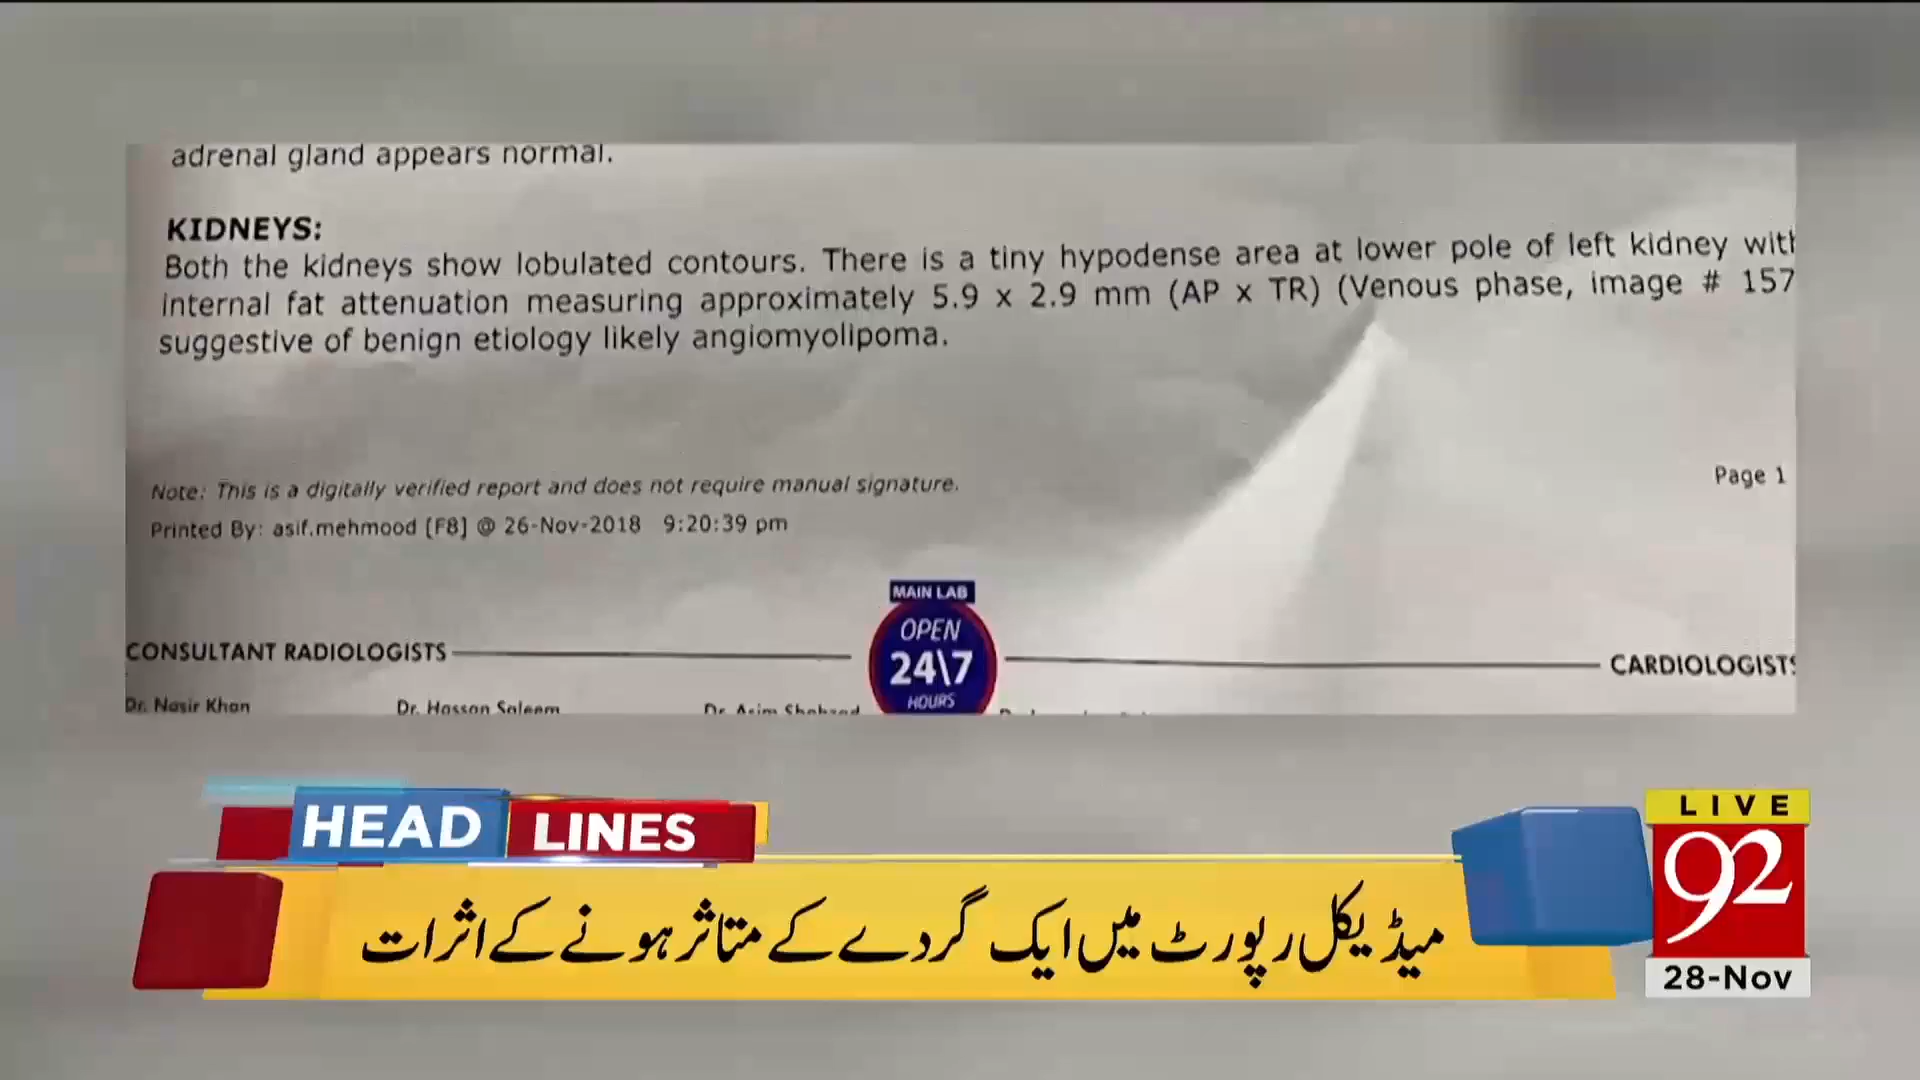 adrenal gland appears normal.
KIDNEYS:
Both the kidneys show lobulated contours. There is a tiny hypodense area at lower pole of left kidney with
internal fat attenuation measuring approximately 5.9 x 2.9 mm (AP x TR) (Venous phase, image # 157
suggestive of benign etiology likely angiomyolipoma.
Page 1
Note: This is a digitally verified report and does not require manual signature.
Printed By: asif.mehmood [F8] @ 26-Nov-2018 9:20:39 pm
MAIN LAB
OPEN
24\7
HOURS
CONSULTANT RADIOLOGISTS
CARDIOLOGISTS
Dr. Nasir Khan Dr. Hassan Saleem Dr. Asim Shahzad
HEAD LINES
LIVE
92
میڈیکل رپورٹ میں ایک گردے کے متاثر ہونے کے اثرات
28-Nov